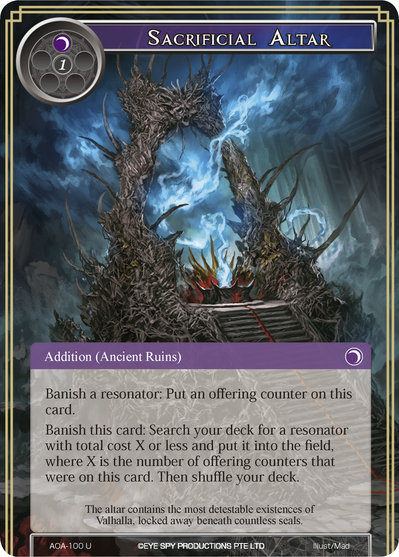 Sacrificial Altar
1
Addition (Ancient Ruins)
Banish a resonator: Put an offering counter on this
card.
Banish this card: Search your deck for a resonator
with total cost X or less and put it into the field,
where X is the number of offering counters that
were on this card. Then shuffle your deck.
The altar contains the most detestable existences of
Valhalla, locked away beneath countless seals.
AOA-100 U ©EYE SPY PRODUCTIONS PTE LTD Illust/Mad